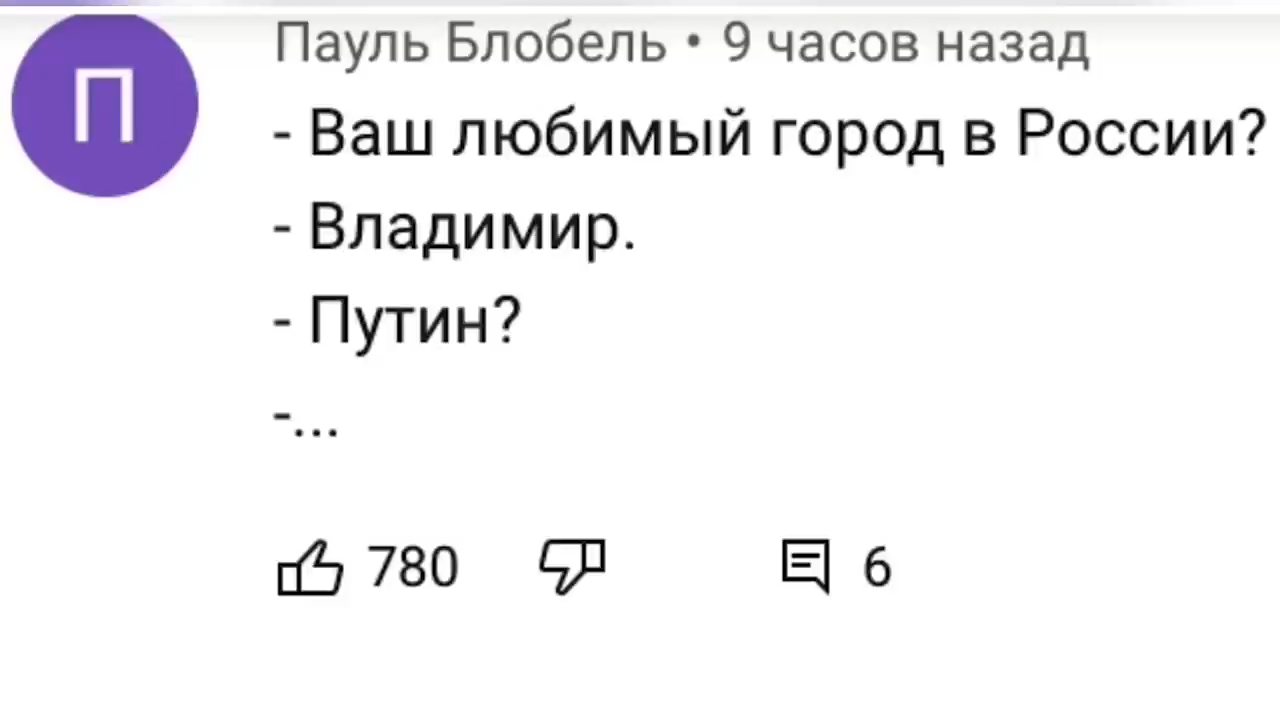 П
Пауль Блобель • 9 часов назад
- Ваш любимый город в России?
- Владимир.
- Путин?
-...
780 6